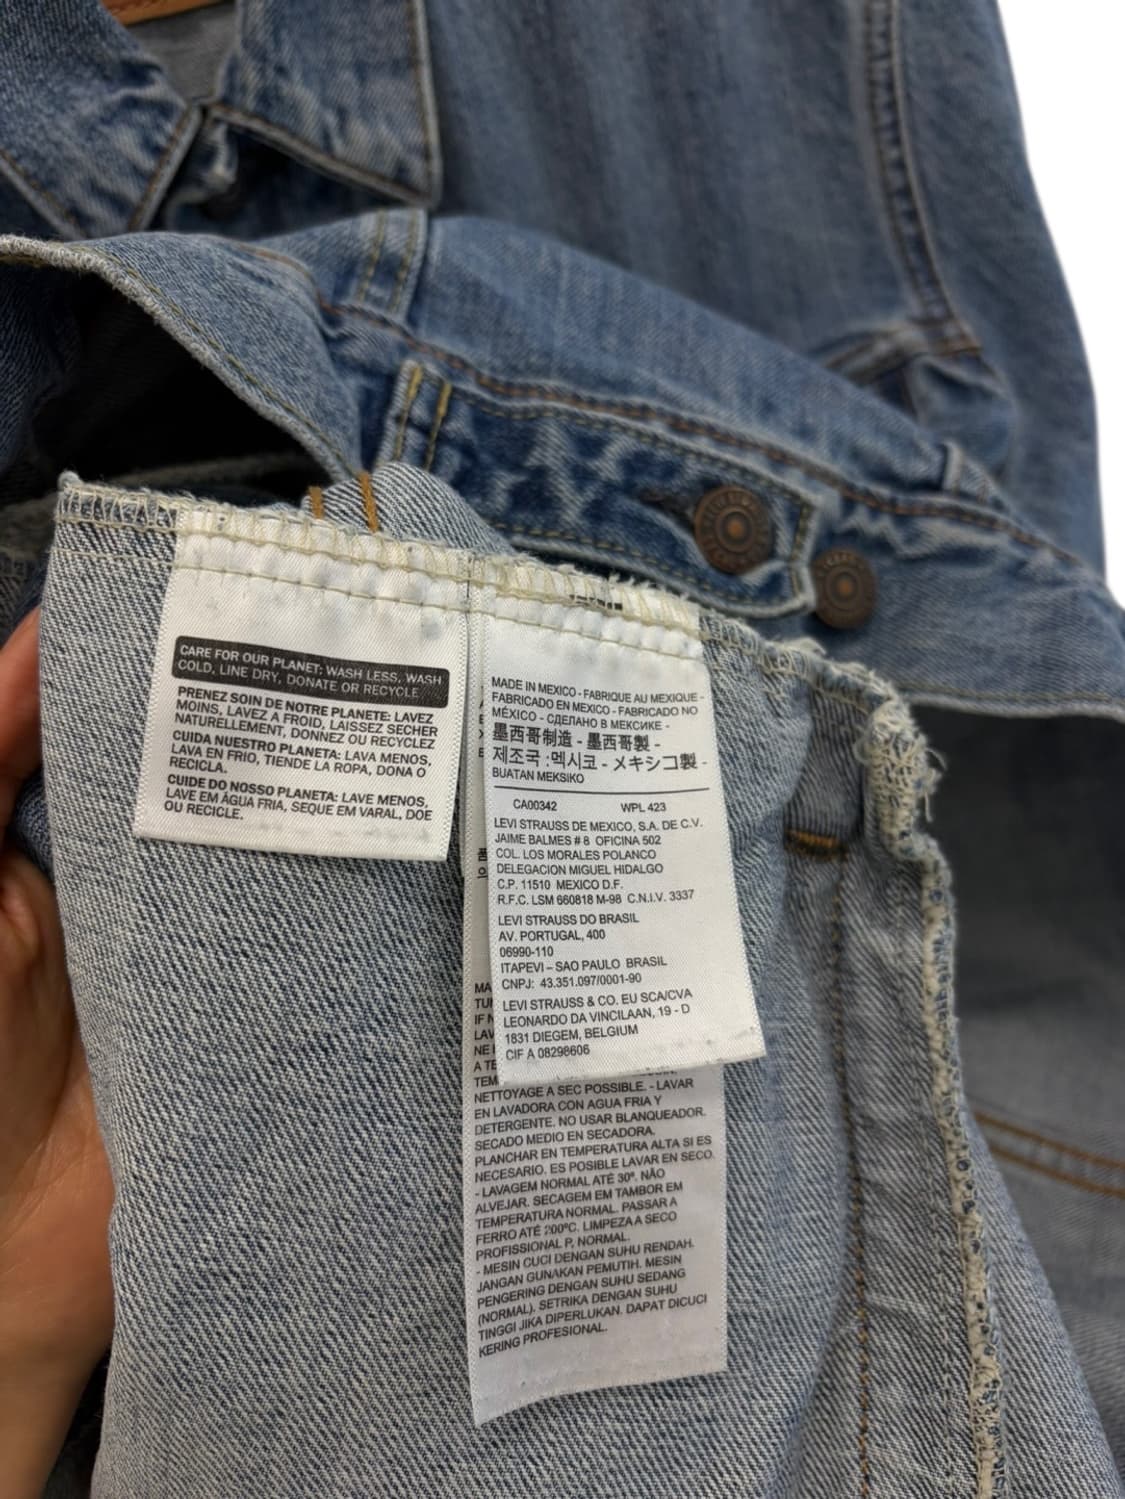 CARE FOR OUR PLANET: WASH LESS, WASH
COLD, LINE DRY, DONATE OR RECYCLE.
PRENEZ SOIN DE NOTRE PLANETE: LAVEZ
MOINS, LAVEZ A FROID, LAISSEZ SECHER
NATURELLEMENT, DONNEZ OU RECYCLEZ
CUIDA NUESTRO PLANETA: LAVA MENOS,
LAVA EN FRIO, TIENDE LA ROPA, DONA O
RECICLA.
CUIDE DO NOSSO PLANETA: LAVE MENOS,
LAVE EM ÁGUA FRIA, SEQUE EM VARAL, DOE
OU RECICLE.
MADE IN MEXICO - FABRIQUE AU MEXIQUE -
FABRICADO EN MEXICO - FABRICADO NO
MÉXICO - СДЕЛАНО В МЕКСИКЕ -
墨西哥制造 - 墨西哥製 -
제조국 :멕시코 - メキシコ製 -
BUATAN MEKSIKO
CA00342 WPL 423
LEVI STRAUSS DE MEXICO, S.A. DE C.V.
JAIME BALMES # 8 OFICINA 502
COL. LOS MORALES POLANCO
DELEGACION MIGUEL HIDALGO
C.P. 11510 MEXICO D.F.
R.F.C. LSM 660818 M-98 C.N.I.V. 3337
LEVI STRAUSS DO BRASIL
AV. PORTUGAL, 400
06990-110
ITAPEVI – SAO PAULO BRASIL
CNPJ: 43.351.097/0001-90
LEVI STRAUSS & CO. EU SCA/CVA
LEONARDO DA VINCILAAN, 19 - D
1831 DIEGEM, BELGIUM
CIF A 08298606
NETTOYAGE A SEC POSSIBLE. - LAVAR
EN LAVADORA CON AGUA FRIA Y
DETERGENTE. NO USAR BLANQUEADOR.
SECADO MEDIO EN SECADORA.
PLANCHAR EN TEMPERATURA ALTA SI ES
NECESARIO. ES POSIBLE LAVAR EN SECO.
- LAVAGEM NORMAL ATÉ 30º. NÃO
ALVEJAR. SECAGEM EM TAMBOR EM
TEMPERATURA NORMAL. PASSAR A
FERRO ATÉ 200ºC. LIMPEZA A SECO
PROFISSIONAL P, NORMAL.
- MESIN CUCI DENGAN SUHU RENDAH.
JANGAN GUNAKAN PEMUTIH. MESIN
PENGERING DENGAN SUHU SEDANG
(NORMAL). SETRIKA DENGAN SUHU
TINGGI JIKA DIPERLUKAN. DAPAT DICUCI
KERING PROFESIONAL.